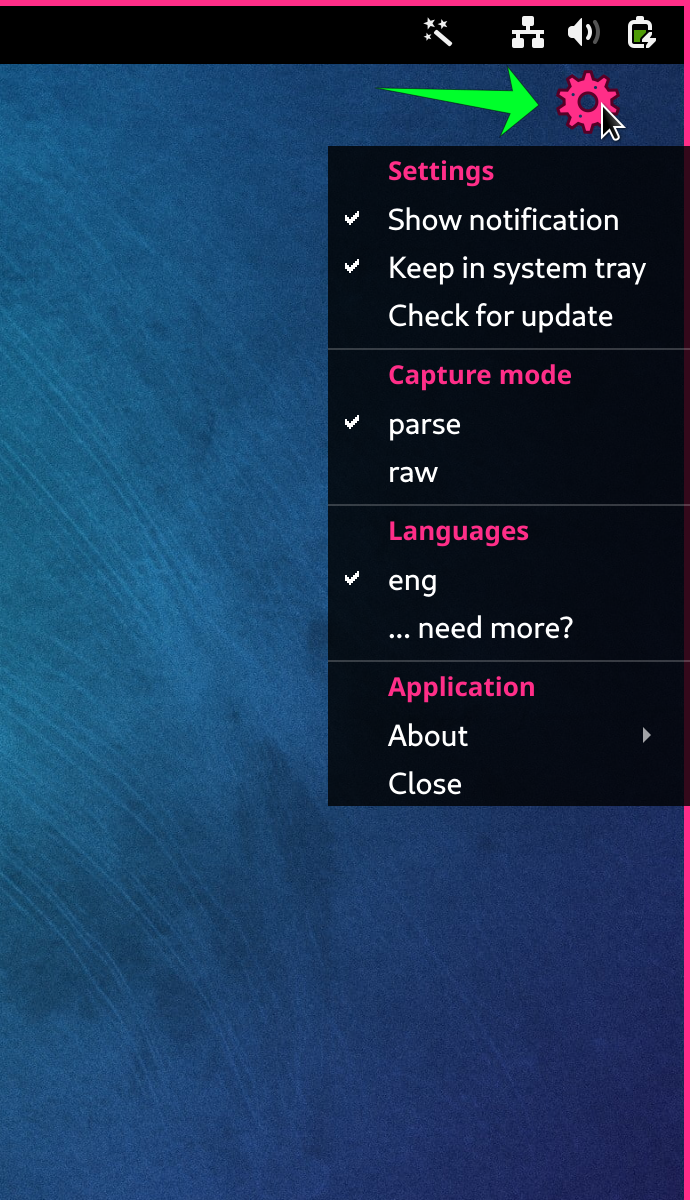 Settings
Show notification
Keep in system tray
Check for update
Capture mode
parse
raw
Languages
eng
... need more?
Application
About
Close